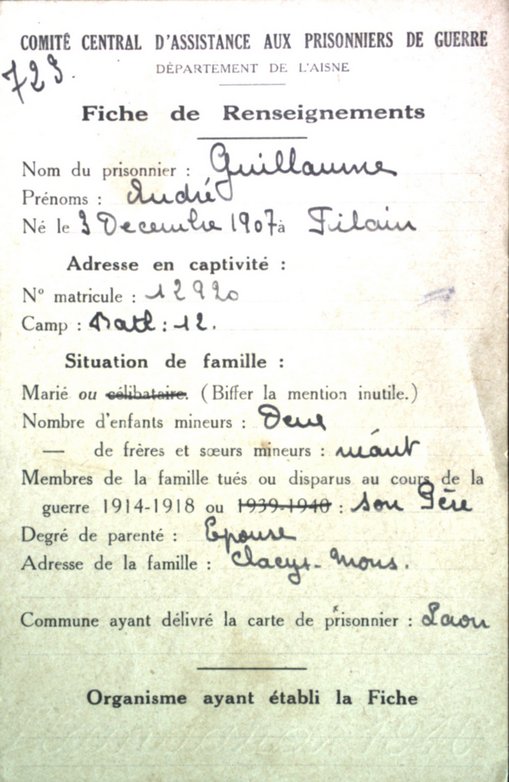 COMITÉ CENTRAL D'ASSISTANCE AUX PRISONNIERS DE GUERRE
DÉPARTEMENT DE L'AISNE
723.
Fiche de Renseignements
Nom du prisonnier : Guillaume
Prénoms : André
Né le 3 Decembre 1907 à Filain
Adresse en captivité :
N° matricule : 12920
Camp : Batl : 12.
Situation de famille :
Marié ou célibataire. (Biffer la mention inutile.)
Nombre d'enfants mineurs : Deux
— de frères et sœurs mineurs : néant
Membres de la famille tués ou disparus au cours de la
guerre 1914-1918 ou 1939-1940 : son Père
Degré de parenté : Epouse
Adresse de la famille : Claeys - Mons.
Commune ayant délivré la carte de prisonnier : Laon
Organisme ayant établi la Fiche